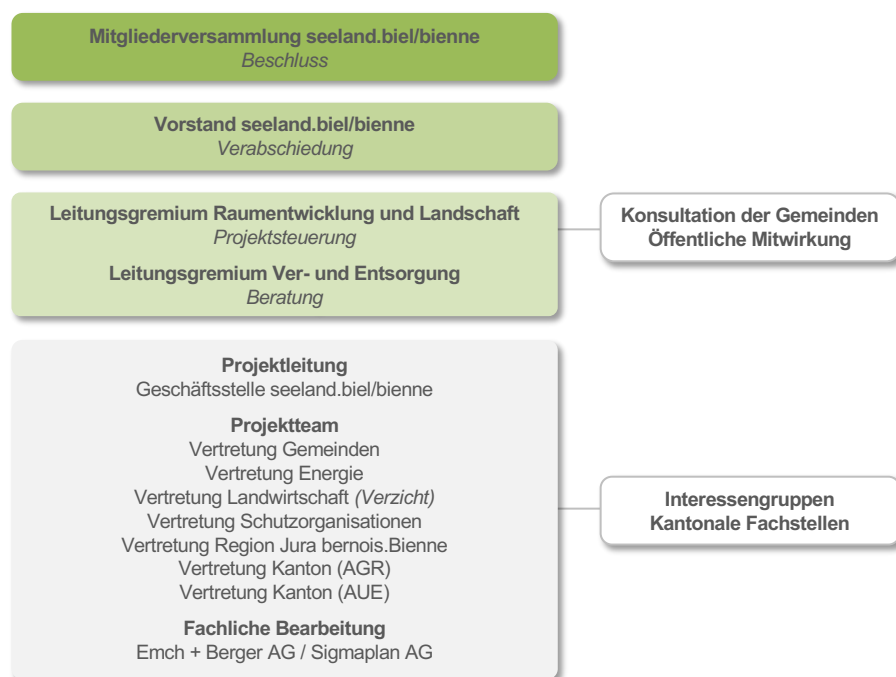 Mitgliederversammlung seeland.biel/bienne
Beschluss
Vorstand seeland.biel/bienne
Verabschiedung
Leitungsgremium Raumentwicklung und Landschaft
Projektsteuerung
Leitungsgremium Ver- und Entsorgung
Beratung
Konsultation der Gemeinden
Öffentliche Mitwirkung
Projektleitung
Geschäftsstelle seeland.biel/bienne
Projektteam
Vertretung Gemeinden
Vertretung Energie
Vertretung Landwirtschaft (Verzicht)
Vertretung Schutzorganisationen
Vertretung Region Jura bernois.Bienne
Vertretung Kanton (AGR)
Vertretung Kanton (AUE)
Fachliche Bearbeitung
Emch + Berger AG / Sigmaplan AG
Interessengruppen
Kantonale Fachstellen